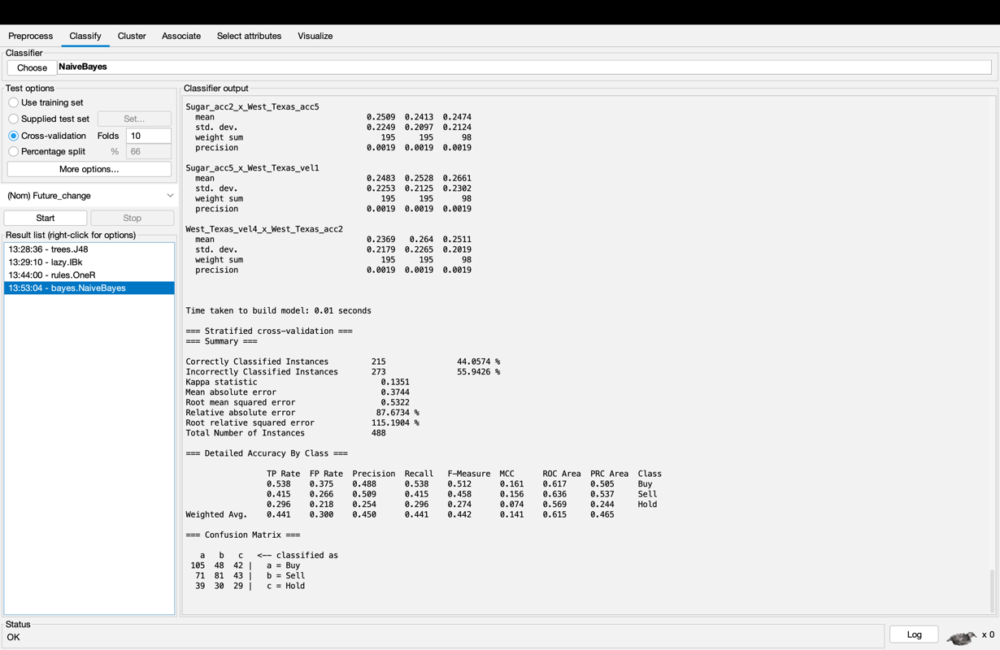 Preprocess Classify Cluster Associate Select attributes Visualize
Classifier
Choose NaiveBayes
Test options
Use training set
Supplied test set Set...
Cross-validation Folds 10
Percentage split % 66
More options...
(Nom) Future_change
Start Stop
Result list (right-click for options)
13:28:36 - trees.J48
13:29:10 - lazy.IBk
13:44:00 - rules.OneR
13:53:04 - bayes.NaiveBayes
Classifier output
Sugar_acc2_x_West_Texas_acc5
mean 0.2509 0.2413 0.2474
std. dev. 0.2249 0.2097 0.2124
weight sum 195 195 98
precision 0.0019 0.0019 0.0019
Sugar_acc5_x_West_Texas_vel1
mean 0.2483 0.2528 0.2661
std. dev. 0.2253 0.2125 0.2302
weight sum 195 195 98
precision 0.0019 0.0019 0.0019
West_Texas_vel4_x_West_Texas_acc2
mean 0.2369 0.264 0.2511
std. dev. 0.2179 0.2265 0.2019
weight sum 195 195 98
precision 0.0019 0.0019 0.0019
Time taken to build model: 0.01 seconds
=== Stratified cross-validation ===
=== Summary ===
Correctly Classified Instances 215 44.0574 %
Incorrectly Classified Instances 273 55.9426 %
Kappa statistic 0.1351
Mean absolute error 0.3744
Root mean squared error 0.5322
Relative absolute error 87.6734 %
Root relative squared error 115.1904 %
Total Number of Instances 488
=== Detailed Accuracy By Class ===
TP Rate FP Rate Precision Recall F-Measure MCC ROC Area PRC Area Class
0.538 0.375 0.488 0.538 0.512 0.161 0.617 0.505 Buy
0.415 0.266 0.509 0.415 0.458 0.156 0.636 0.537 Sell
0.296 0.218 0.254 0.296 0.274 0.074 0.569 0.244 Hold
Weighted Avg. 0.441 0.300 0.450 0.441 0.442 0.141 0.615 0.465
=== Confusion Matrix ===
a b c <-- classified as
105 48 42 | a = Buy
71 81 43 | b = Sell
39 30 29 | c = Hold
Status
OK
Log x 0